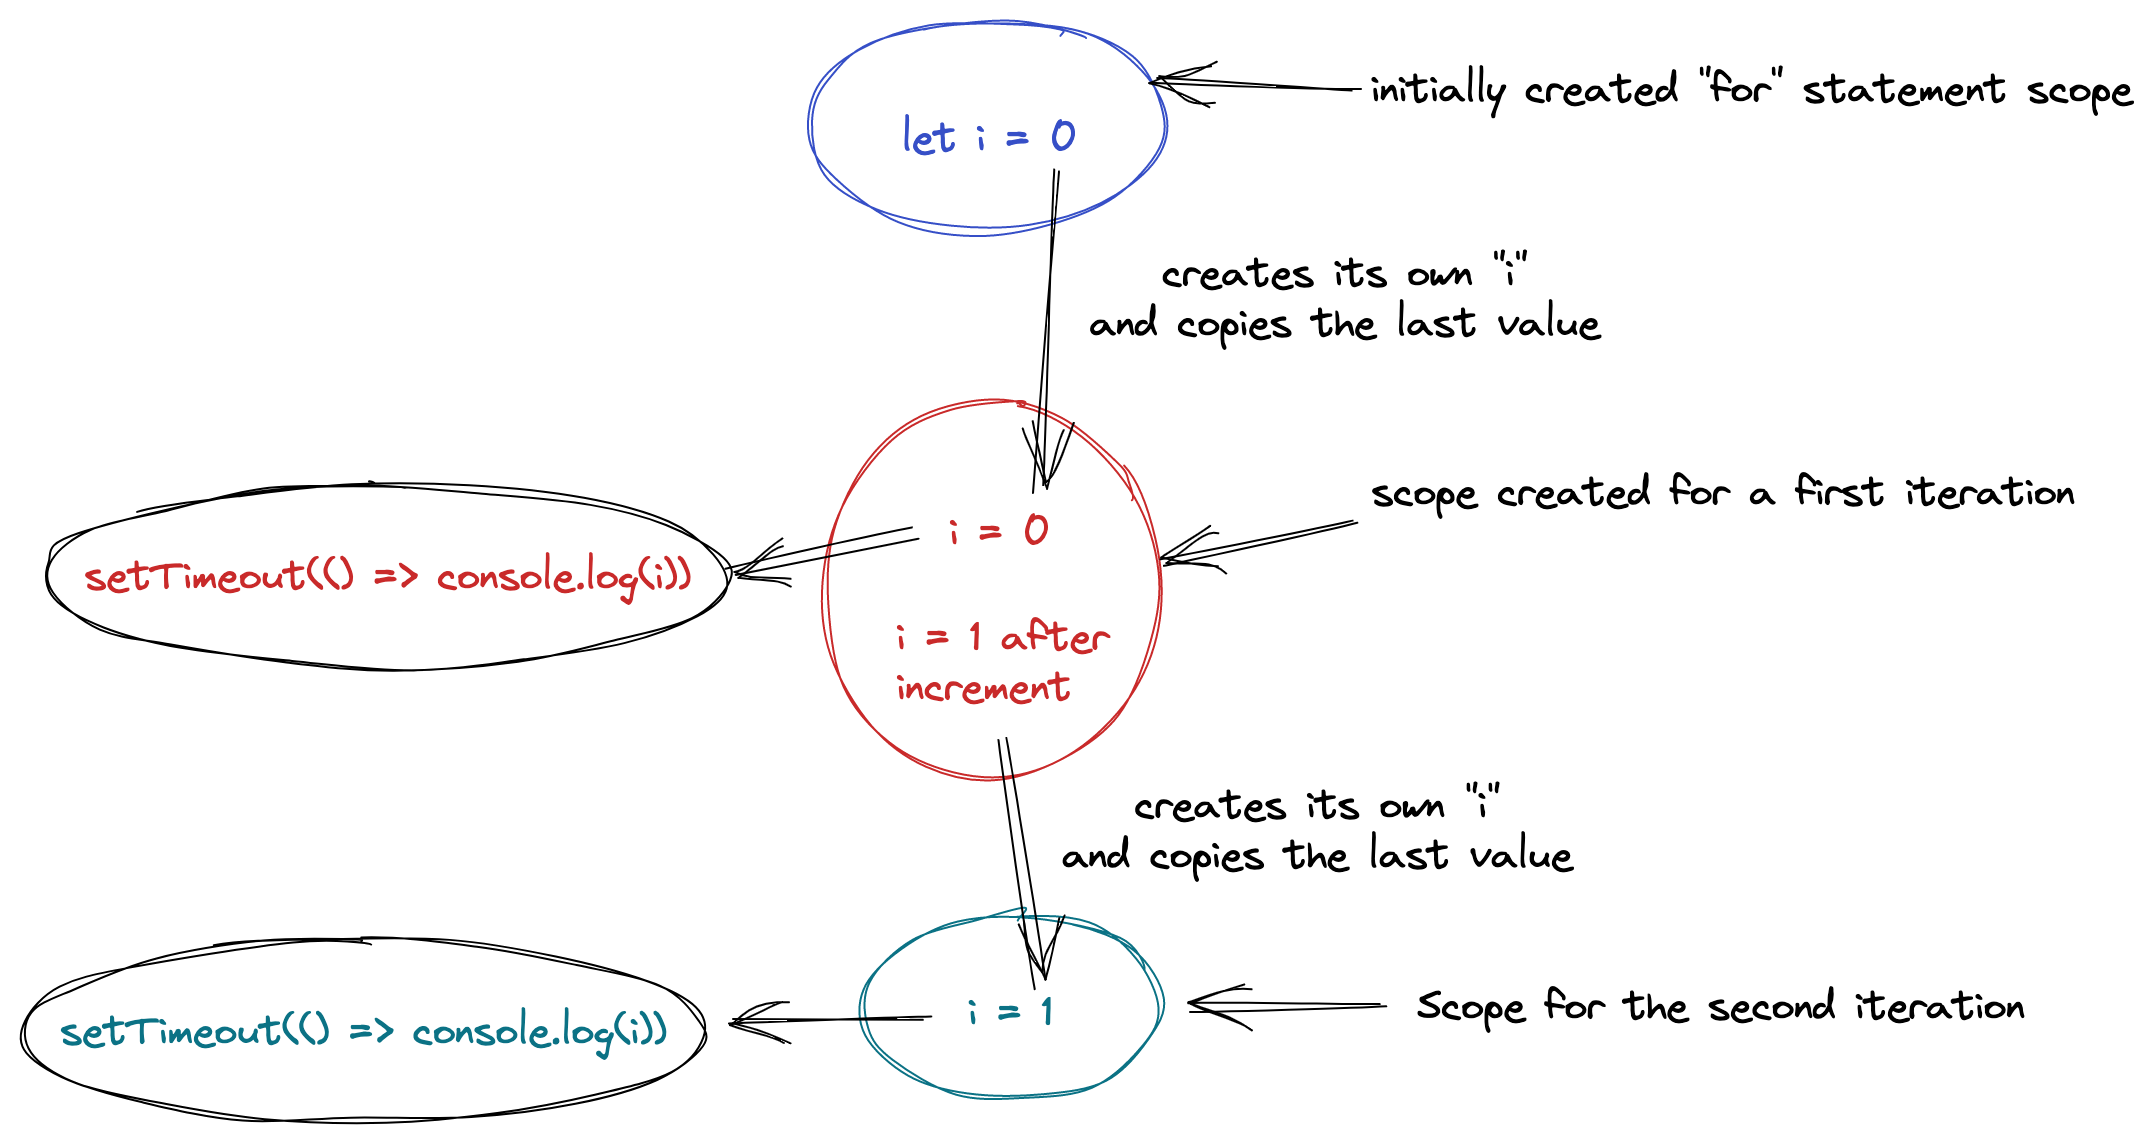 let i = 0
initially created "for" statement scope
creates its own "i"
and copies the last value
scope created for a first iteration
i = 0
setTimeout(() => console.log(i))
i = 1 after
increment
creates its own "i"
and copies the last value
i = 1
Scope for the second iteration
setTimeout(() => console.log(i))